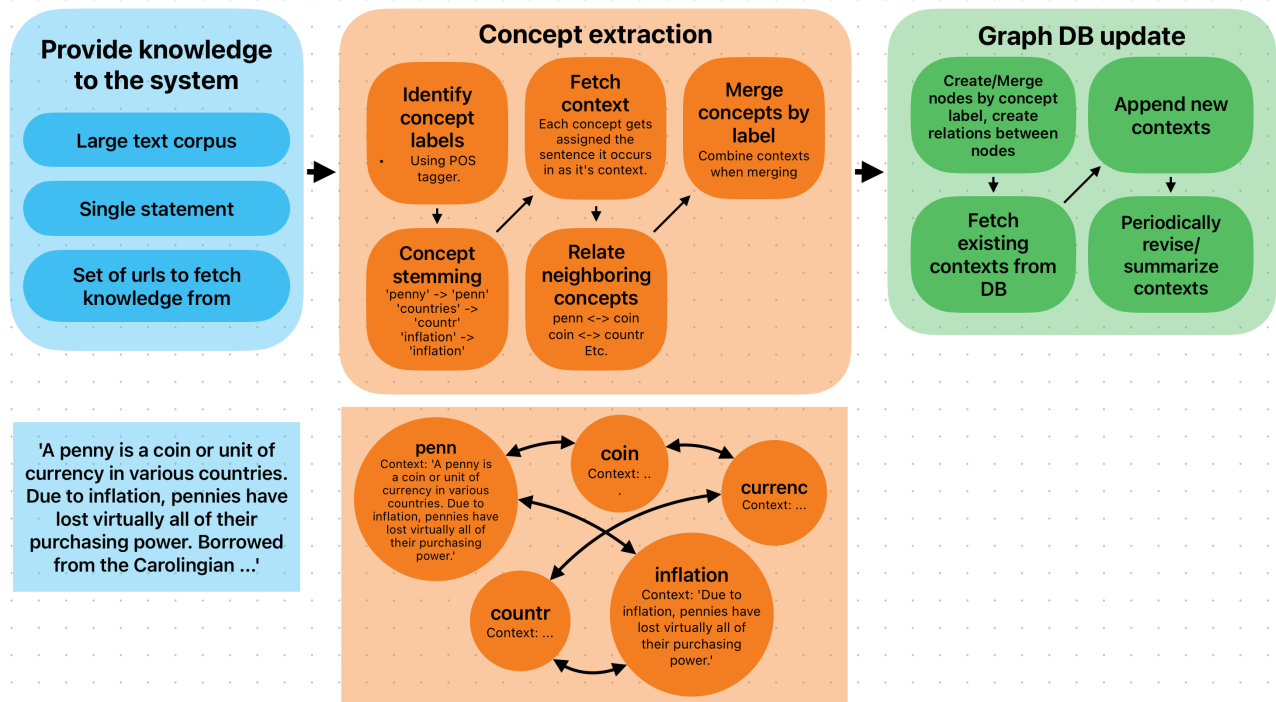 Provide knowledge
to the system
Large text corpus
Single statement
Set of urls to fetch
knowledge from
Concept extraction
Identify
concept
labels
• Using POS
tagger.
Concept
stemming
'penny' -> 'penn'
'countries' ->
'countr'
'inflation' ->
'inflation'
Fetch
context
Each concept gets
assigned the
sentence it occurs
in as it's context.
Relate
neighboring
concepts
penn <-> coin
coin <-> countr
Etc.
Merge
concepts by
label
Combine contexts
when merging
Graph DB update
Create/Merge
nodes by concept
label, create
relations between
nodes
Fetch
existing
contexts from
DB
Append new
contexts
Periodically
revise/
summarize
contexts
'A penny is a coin or unit of
currency in various countries.
Due to inflation, pennies have
lost virtually all of their
purchasing power. Borrowed
from the Carolingian ...'
penn
Context: 'A penny is
a coin or unit of
currency in various
countries. Due to
inflation, pennies have
lost virtually all of
their purchasing
power.'
coin
Context: ..
.
currenc
Context: ...
countr
Context: ...
inflation
Context: 'Due to
inflation, pennies have
lost virtually all of
their purchasing
power.'